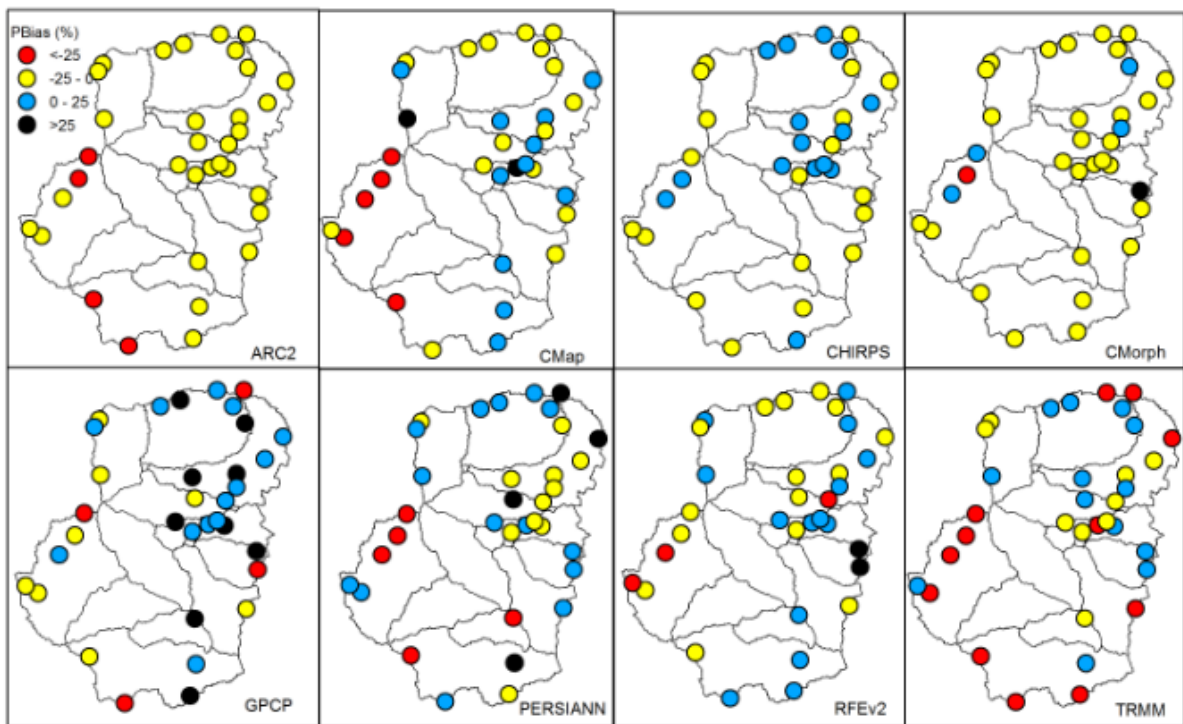 PBias (%)
<-25
-25 - 0
0 - 25
>25
ARC2
CMap
CHIRPS
CMorph
GPCP
PERSIANN
RFEv2
TRMM